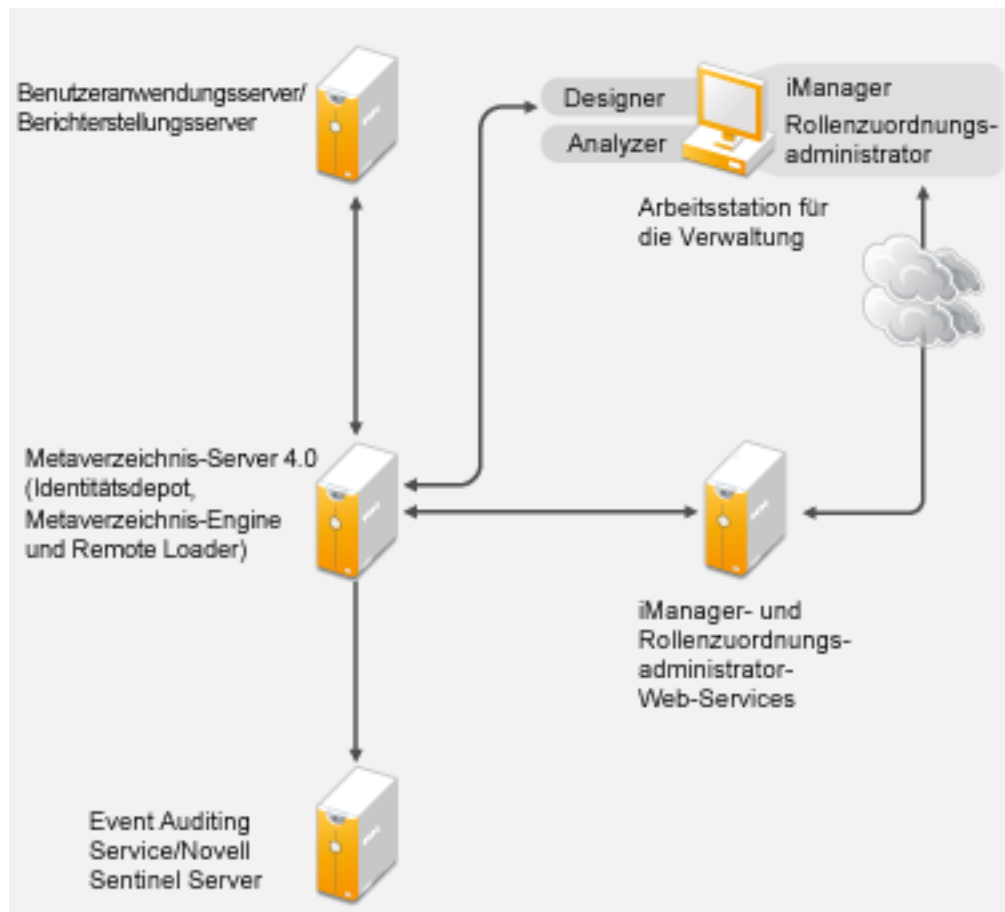 Benutzeranwendungsserver/
Berichterstellungsserver
Designer
Analyzer
iManager
Rollenzuordnungs-
administrator
Arbeitsstation für
die Verwaltung
Metaverzeichnis-Server 4.0
(Identitätsdepot,
Metaverzeichnis-Engine
und Remote Loader)
iManager- und
Rollenzuordnungs-
administrator-
Web-Services
Event Auditing
Service/Novell
Sentinel Server